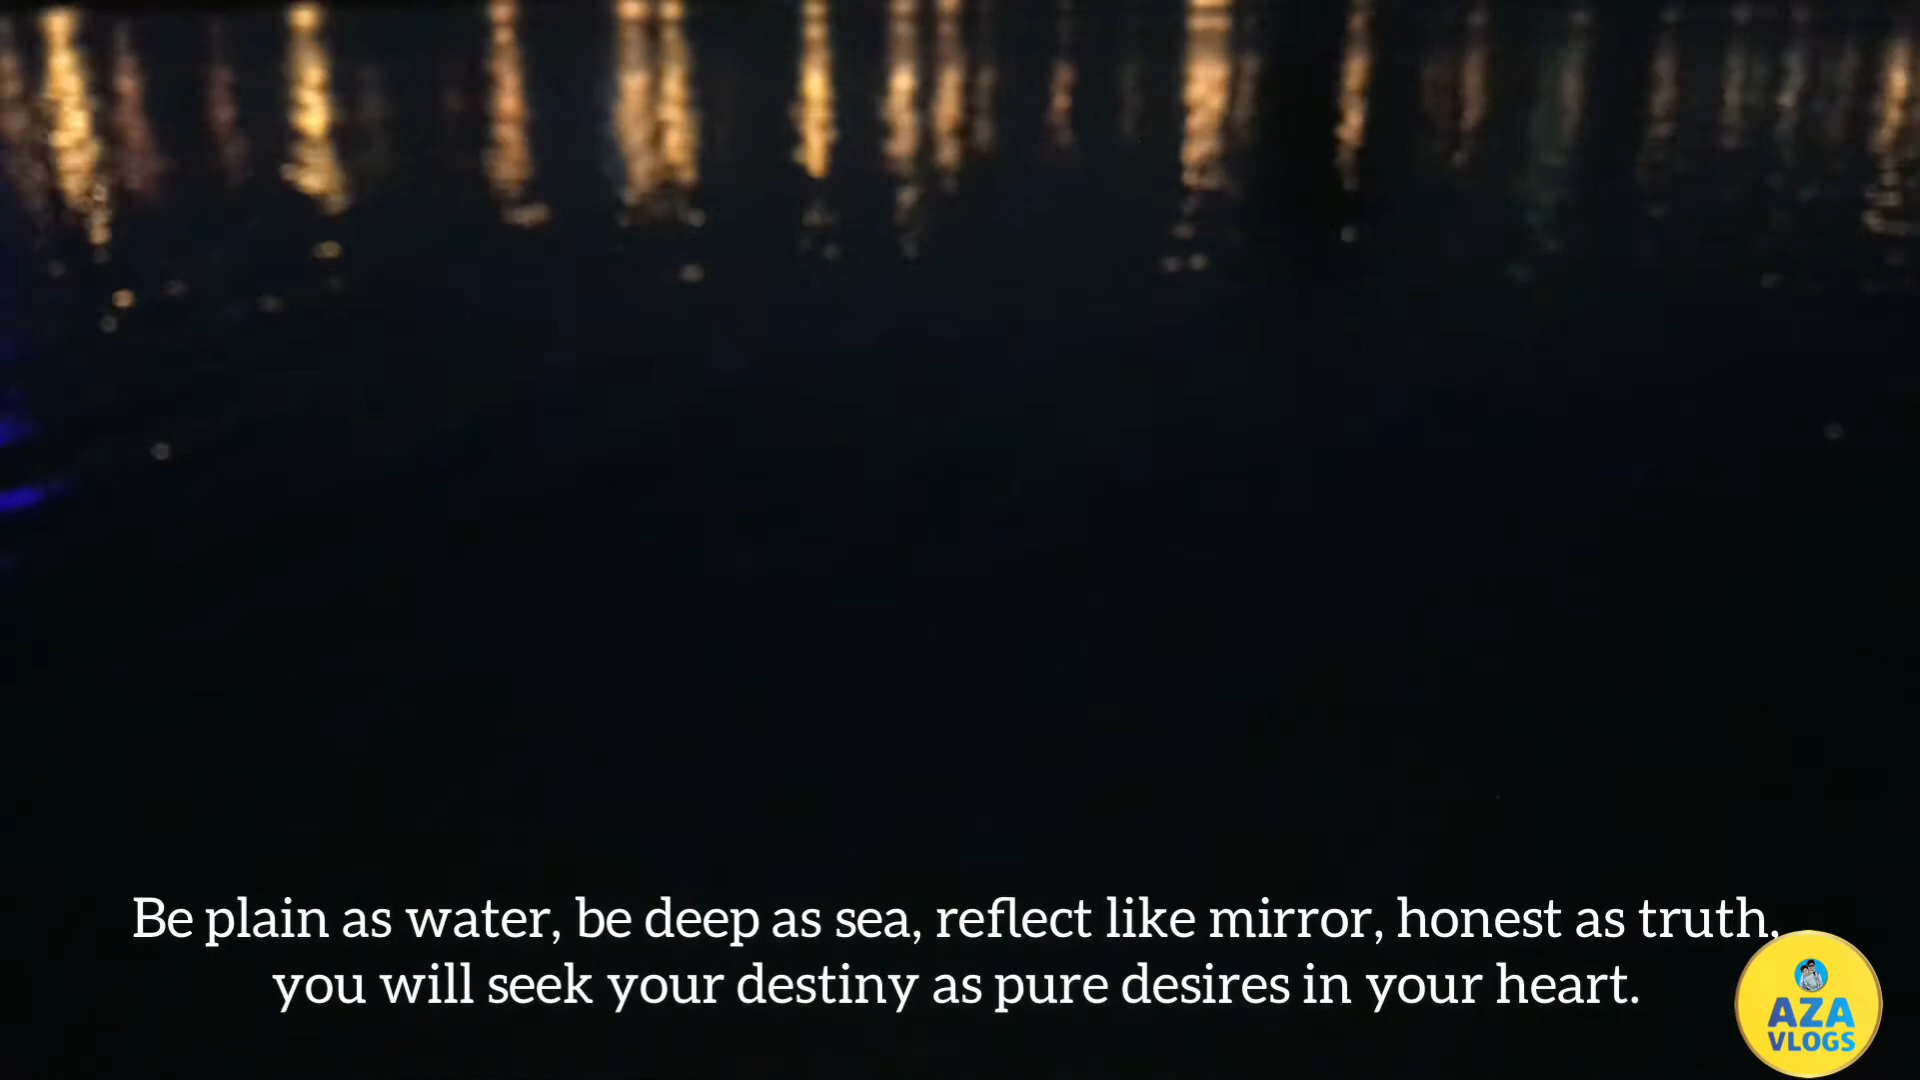 Be plain as water, be deep as sea, reflect like mirror, honest as truth,
you will seek your destiny as pure desires in your heart.
AZA
VLOGS